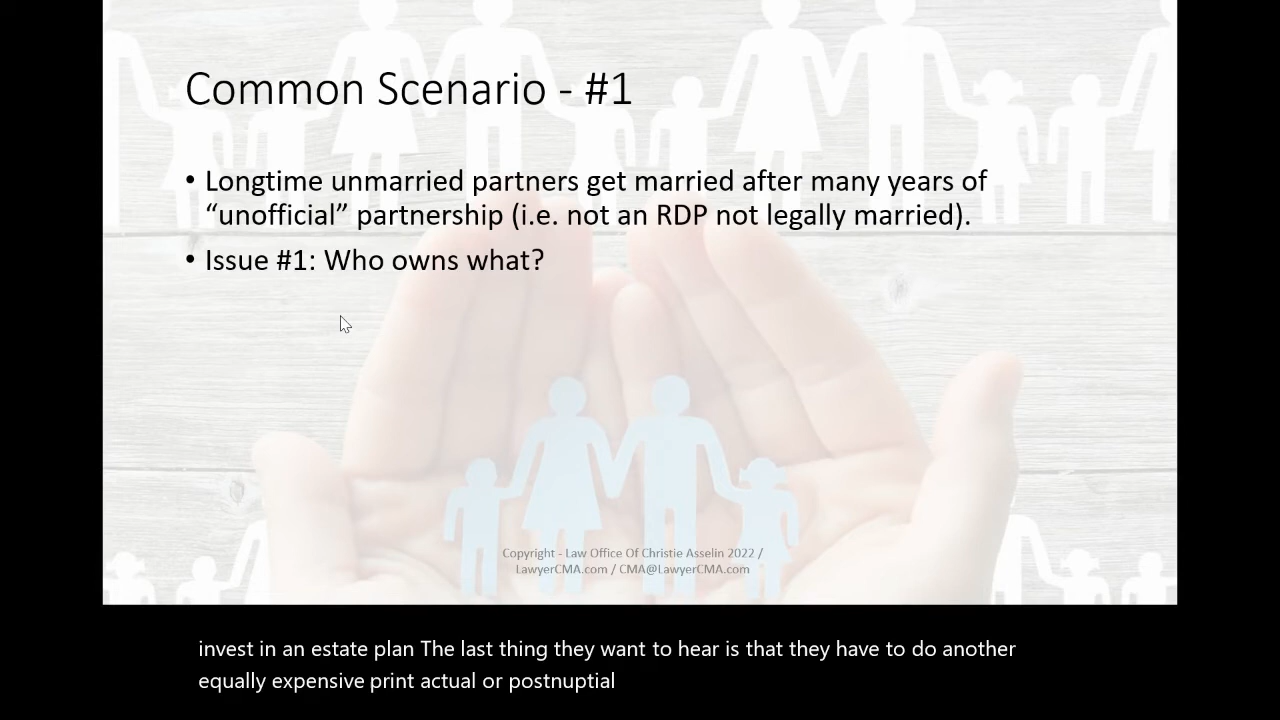 Common Scenario - #1
• Longtime unmarried partners get married after many years of
“unofficial” partnership (i.e. not an RDP not legally married).
• Issue #1: Who owns what?
Copyright - Law Office Of Christie Asselin 2022 /
LawyerCMA.com / CMA@LawyerCMA.com
invest in an estate plan The last thing they want to hear is that they have to do another
equally expensive print actual or postnuptial